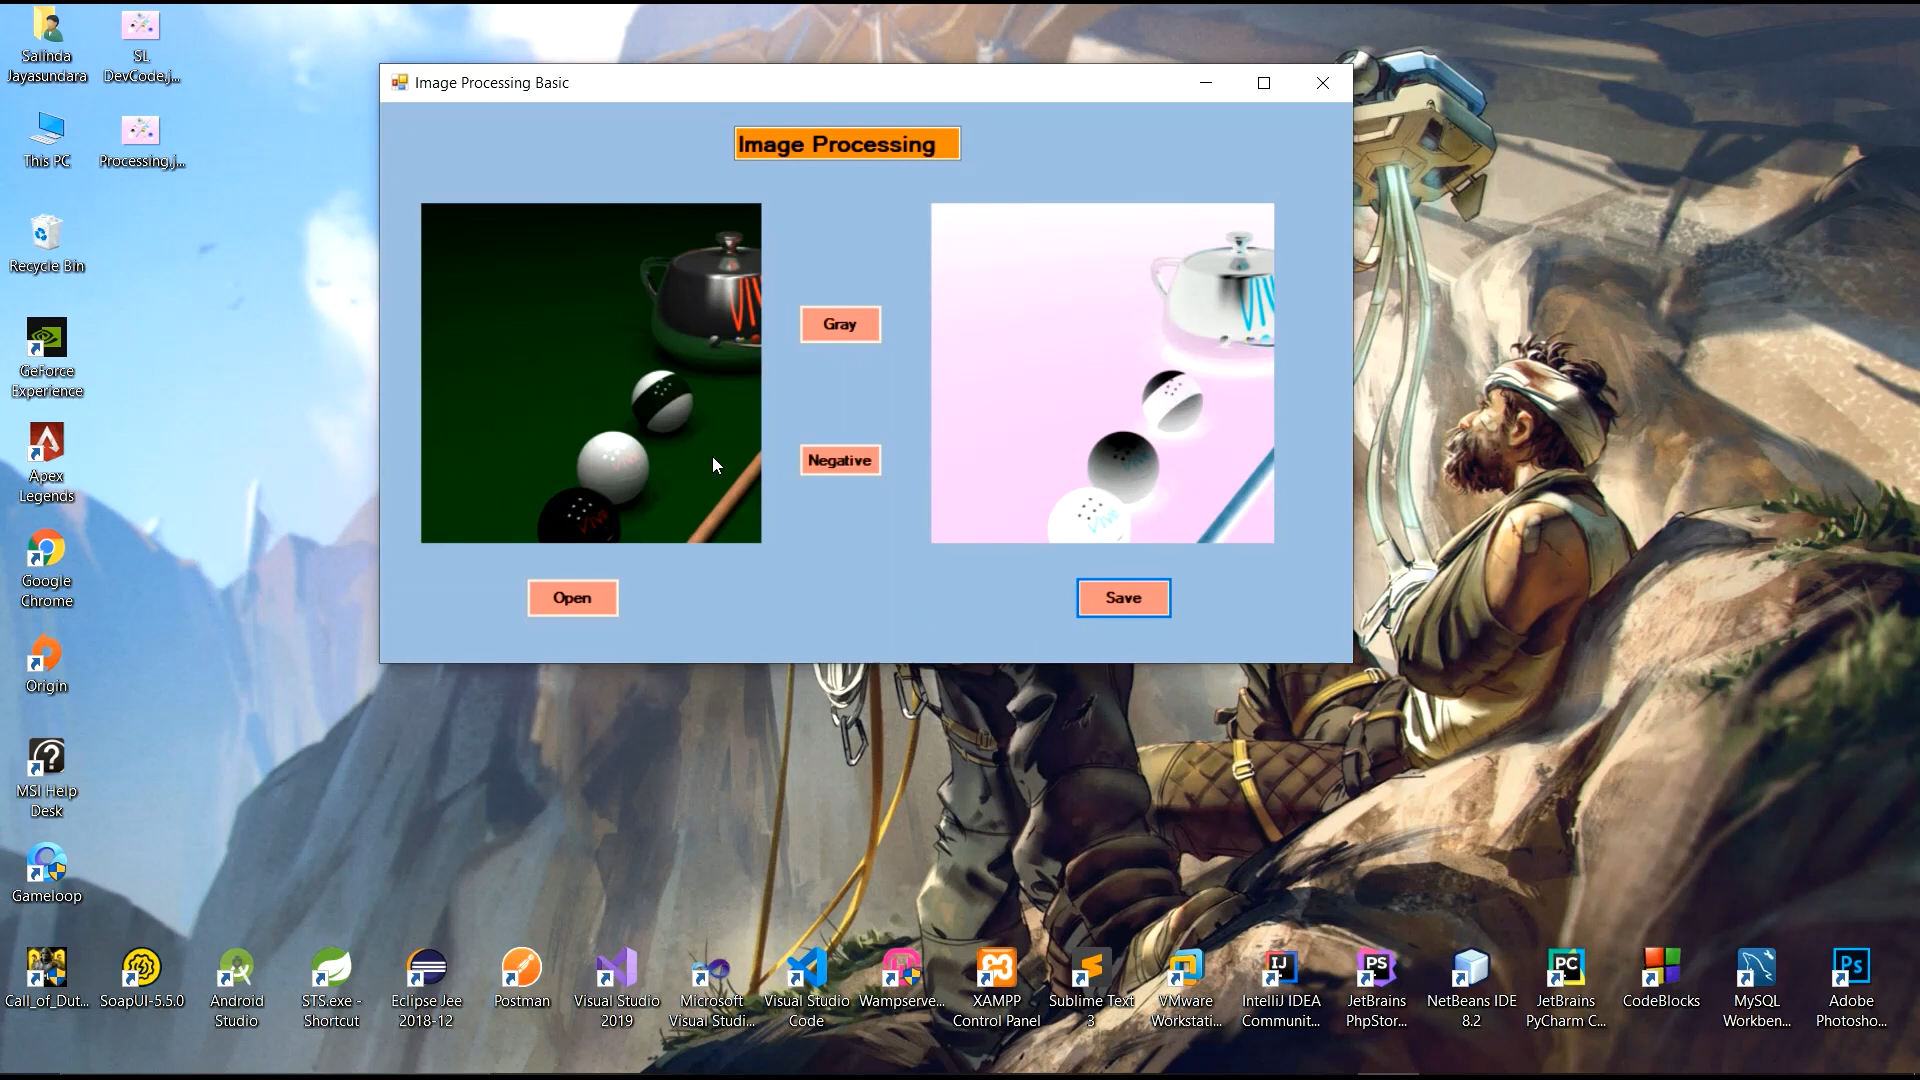 Salinda
Jayasundara
SL
DevCode.j...
This PC
Processing.j...
Recycle Bin
GeForce
Experience
Apex
Legends
Google
Chrome
Origin
MSI Help
Desk
Gameloop
Image Processing Basic
Image Processing
Gray
Negative
Open
Save
Call_of_Dut...
SoapUI-5.5.0
Android
Studio
STS.exe -
Shortcut
Eclipse Jee
2018-12
Postman
Visual Studio
2019
Microsoft
Visual Studi...
Visual Studio
Code
Wampserve...
XAMPP
Control Panel
Sublime Text
3
VMware
Workstati...
IJ
IntelliJ IDEA
Communit...
PS
JetBrains
PhpStor...
NetBeans IDE
8.2
PC
JetBrains
PyCharm C...
CodeBlocks
MySQL
Workben...
Ps
Adobe
Photosho...